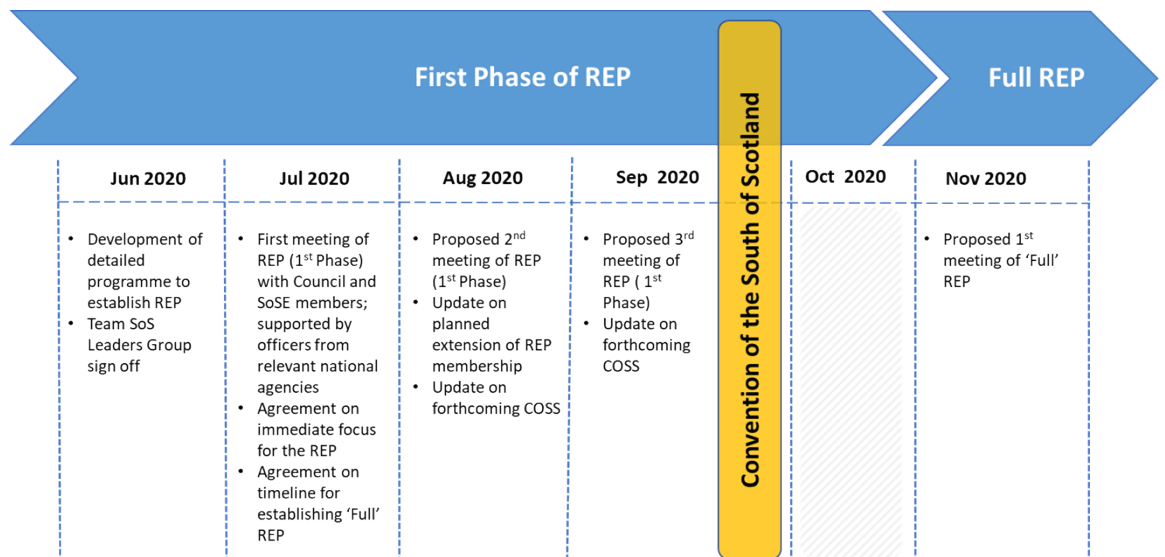 First Phase of REP
Full REP
Jun 2020
Jul 2020
Aug 2020
Sep 2020
Convention of the South of Scotland
Oct 2020
Nov 2020
• Development of
detailed
programme to
establish REP
• Team SoS
Leaders Group
sign off
• First meeting of
REP (1st Phase)
with Council and
SoSE members;
supported by
officers from
relevant national
agencies
• Agreement on
immediate focus
for the REP
• Agreement on
timeline for
establishing ‘Full’
REP
• Proposed 2nd
meeting of REP
(1st Phase)
• Update on
planned
extension of REP
membership
• Update on
forthcoming COSS
• Proposed 3rd
meeting of
REP ( 1st
Phase)
• Update on
forthcoming
COSS
• Proposed 1st
meeting of ‘Full’
REP